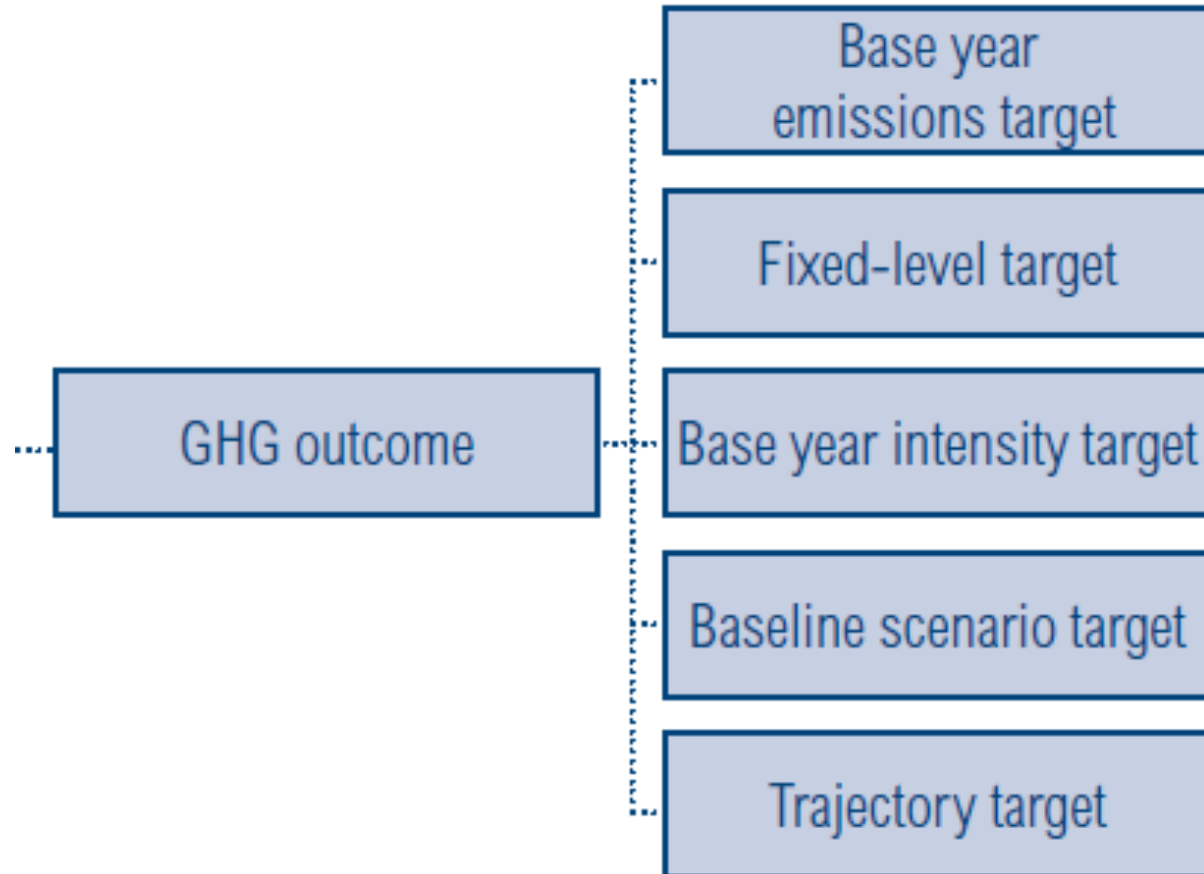 Base year
emissions target
Fixed-level target
GHG outcome
Base year intensity target
Baseline scenario target
Trajectory target